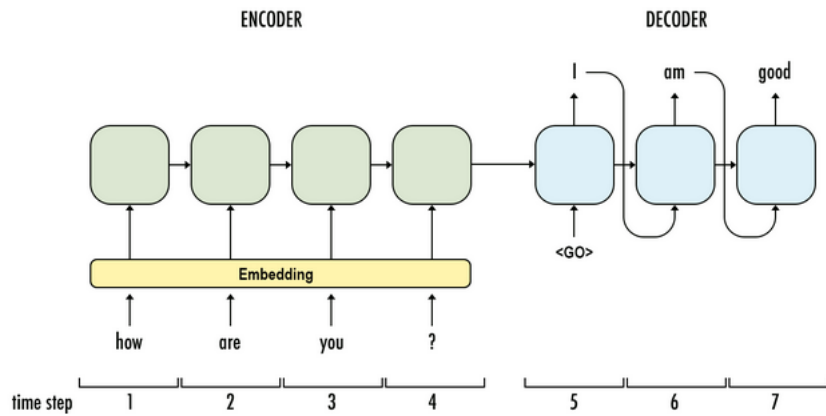 ENCODER DECODER
I am good
<GO>
Embedding
how are you ?
time step 1 2 3 4 5 6 7